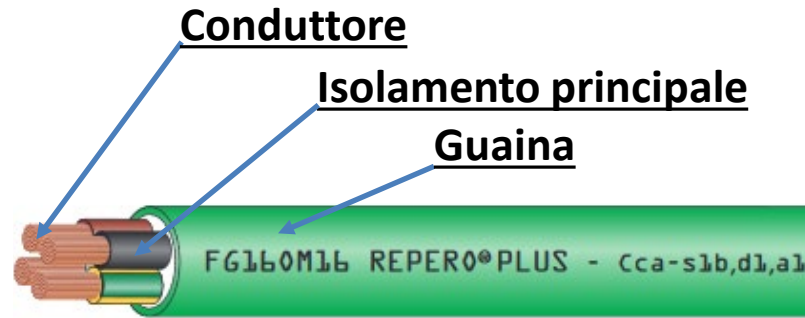 Conduttore
Isolamento principale
Guaina
FG16OM16 REPERO®PLUS - Cca-s1b,d1,a1